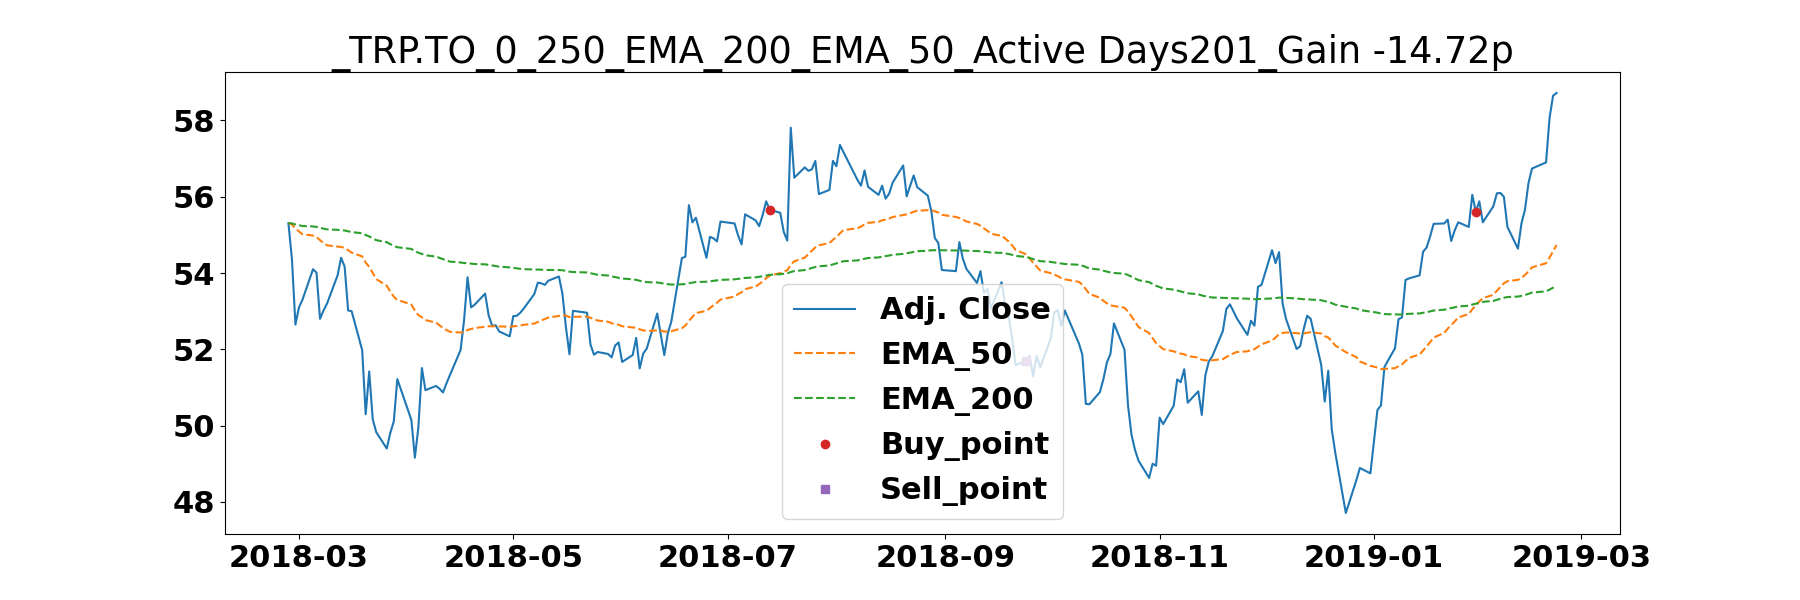 _TRP.TO_0_250_EMA_200_EMA_50_Active Days201_Gain -14.72p
58
56
54
52
50
48
Adj. Close
EMA_50
EMA_200
Buy_point
Sell_point
2018-03 2018-05 2018-07 2018-09 2018-11 2019-01 2019-03